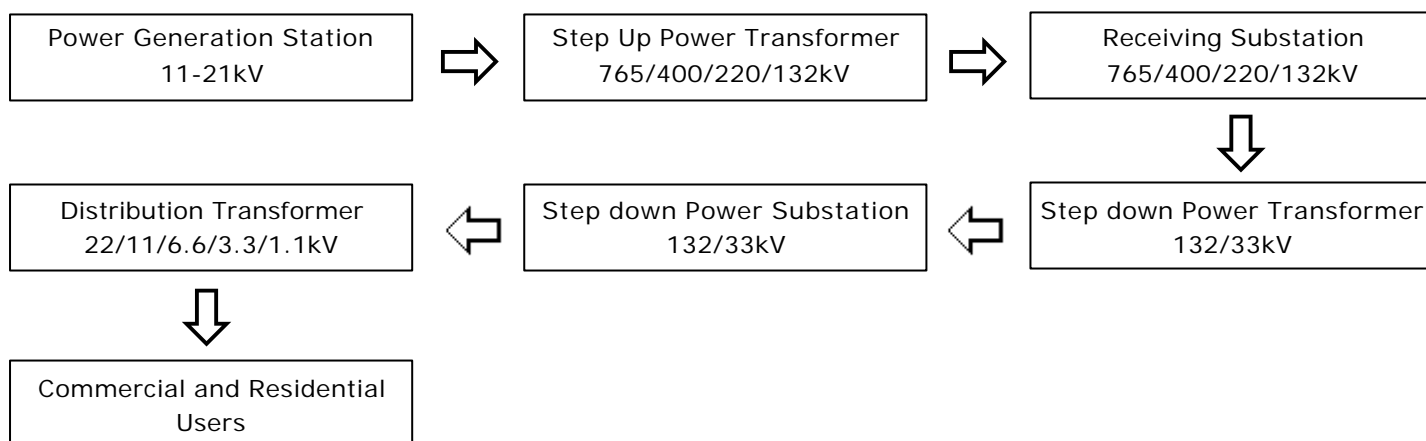 Power Generation Station
11-21kV
Step Up Power Transformer
765/400/220/132kV
Receiving Substation
765/400/220/132kV
Step down Power Transformer
132/33kV
Step down Power Substation
132/33kV
Distribution Transformer
22/11/6.6/3.3/1.1kV
Commercial and Residential
Users